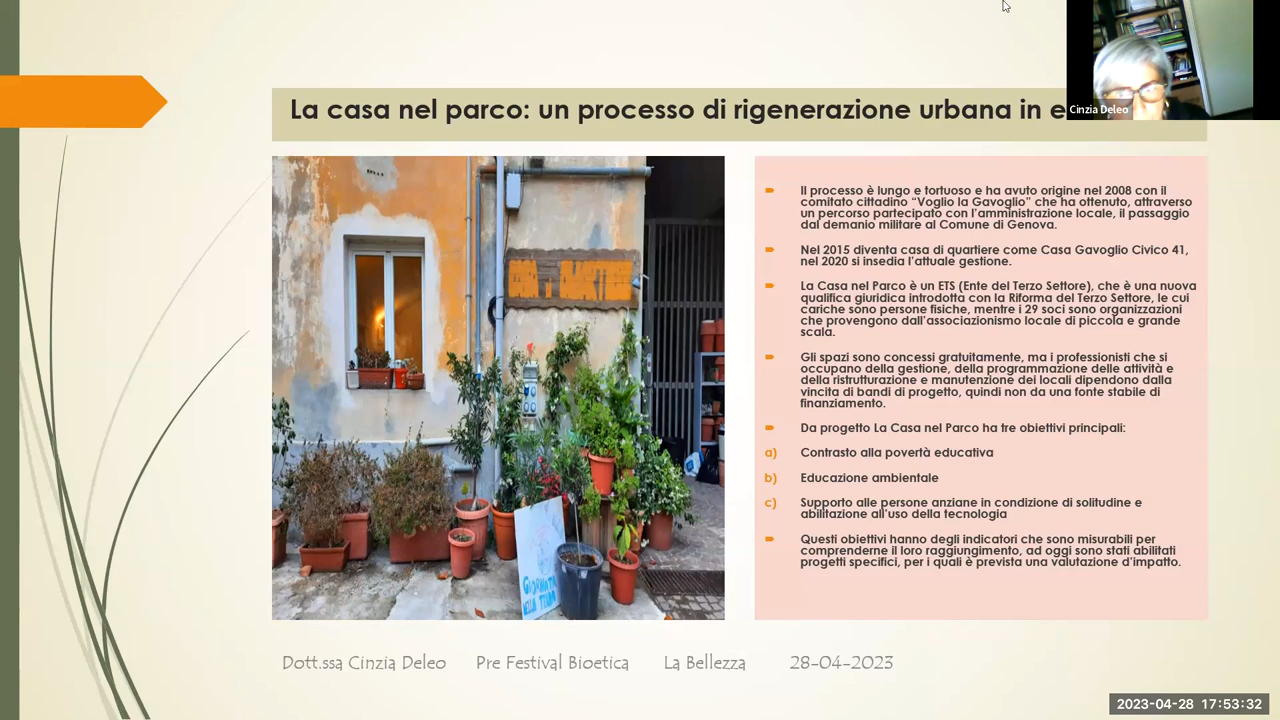 La casa nel parco: un processo di rigenerazione urbana in e
Cinzia Deleo
Il processo è lungo e tortuoso e ha avuto origine nel 2008 con il
comitato cittadino “Voglio la Gavoglio” che ha ottenuto, attraverso
un percorso partecipato con l’amministrazione locale, il passaggio
dal demanio militare al Comune di Genova.
Nel 2015 diventa casa di quartiere come Casa Gavoglio Civico 41,
nel 2020 si insedia l’attuale gestione.
La Casa nel Parco è un ETS (Ente del Terzo Settore), che è una nuova
qualifica giuridica introdotta con la Riforma del Terzo Settore, le cui
cariche sono persone fisiche, mentre i 29 soci sono organizzazioni
che provengono dall’associazionismo locale di piccola e grande
scala.
Gli spazi sono concessi gratuitamente, ma i professionisti che si
occupano della gestione, della programmazione delle attività e
della ristrutturazione e manutenzione dei locali dipendono dalla
vincita di bandi di progetto, quindi non da una fonte stabile di
finanziamento.
Da progetto La Casa nel Parco ha tre obiettivi principali:
a) Contrasto alla povertà educativa
b) Educazione ambientale
c) Supporto alle persone anziane in condizione di solitudine e
abilitazione all’uso della tecnologia
Questi obiettivi hanno degli indicatori che sono misurabili per
comprenderne il loro raggiungimento, ad oggi sono stati abilitati
progetti specifici, per i quali è prevista una valutazione d’impatto.
GIORNATA
DELLA TERRA
Dott.ssa Cinzia Deleo Pre Festival Bioetica La Bellezza 28-04-2023
2023-04-28 17:53:32